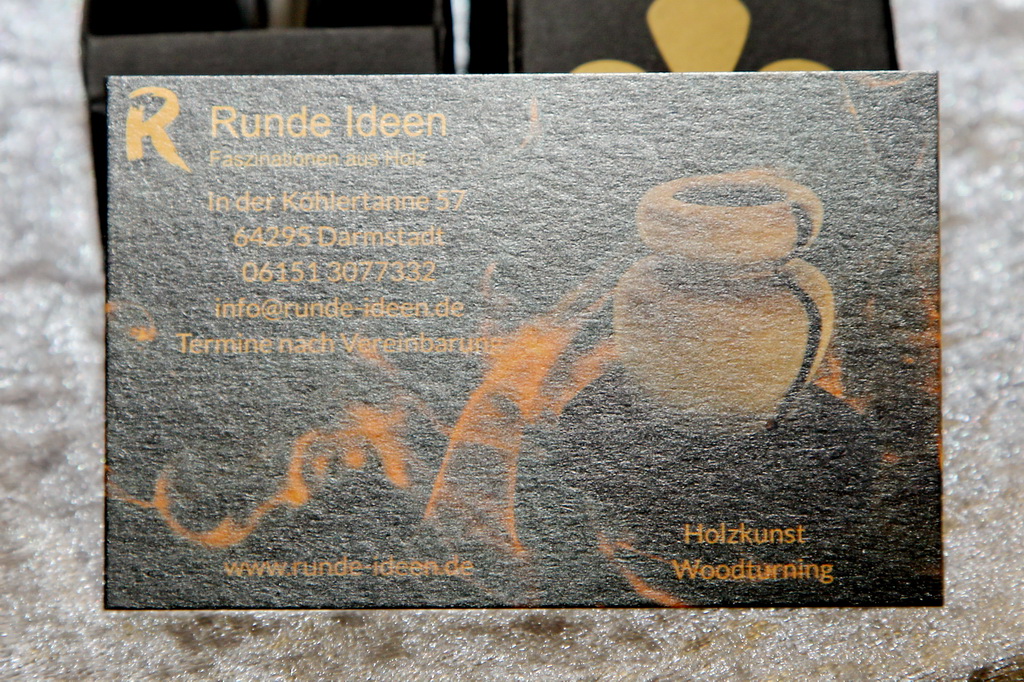 R
Runde Ideen
Faszinationen aus Holz
In der Köhlertanne 57
64295 Darmstadt
06151 3077332
info@runde-ideen.de
Termine nach Vereinbarung
www.runde-ideen.de
Holzkunst
Woodturning